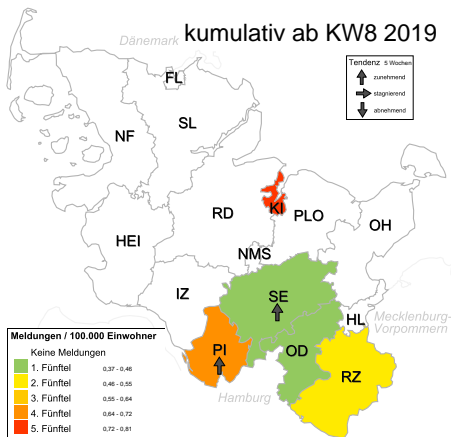 kumulativ ab KW8 2019
Dänemark
Tendenz 5 Wochen
zunehmend
stagnierend
abnehmend
FL
NF
SL
RD
KI
PLO
OH
HEI
NMS
IZ
SE
HL
Mecklenburg-
Vorpommern
PI
OD
RZ
Hamburg
Meldungen / 100.000 Einwohner
Keine Meldungen
1. Fünftel 0,37 - 0,46
2. Fünftel 0,46 - 0,55
3. Fünftel 0,55 - 0,64
4. Fünftel 0,64 - 0,72
5. Fünftel 0,72 - 0,81